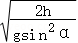 √(2h / (g sin² α))